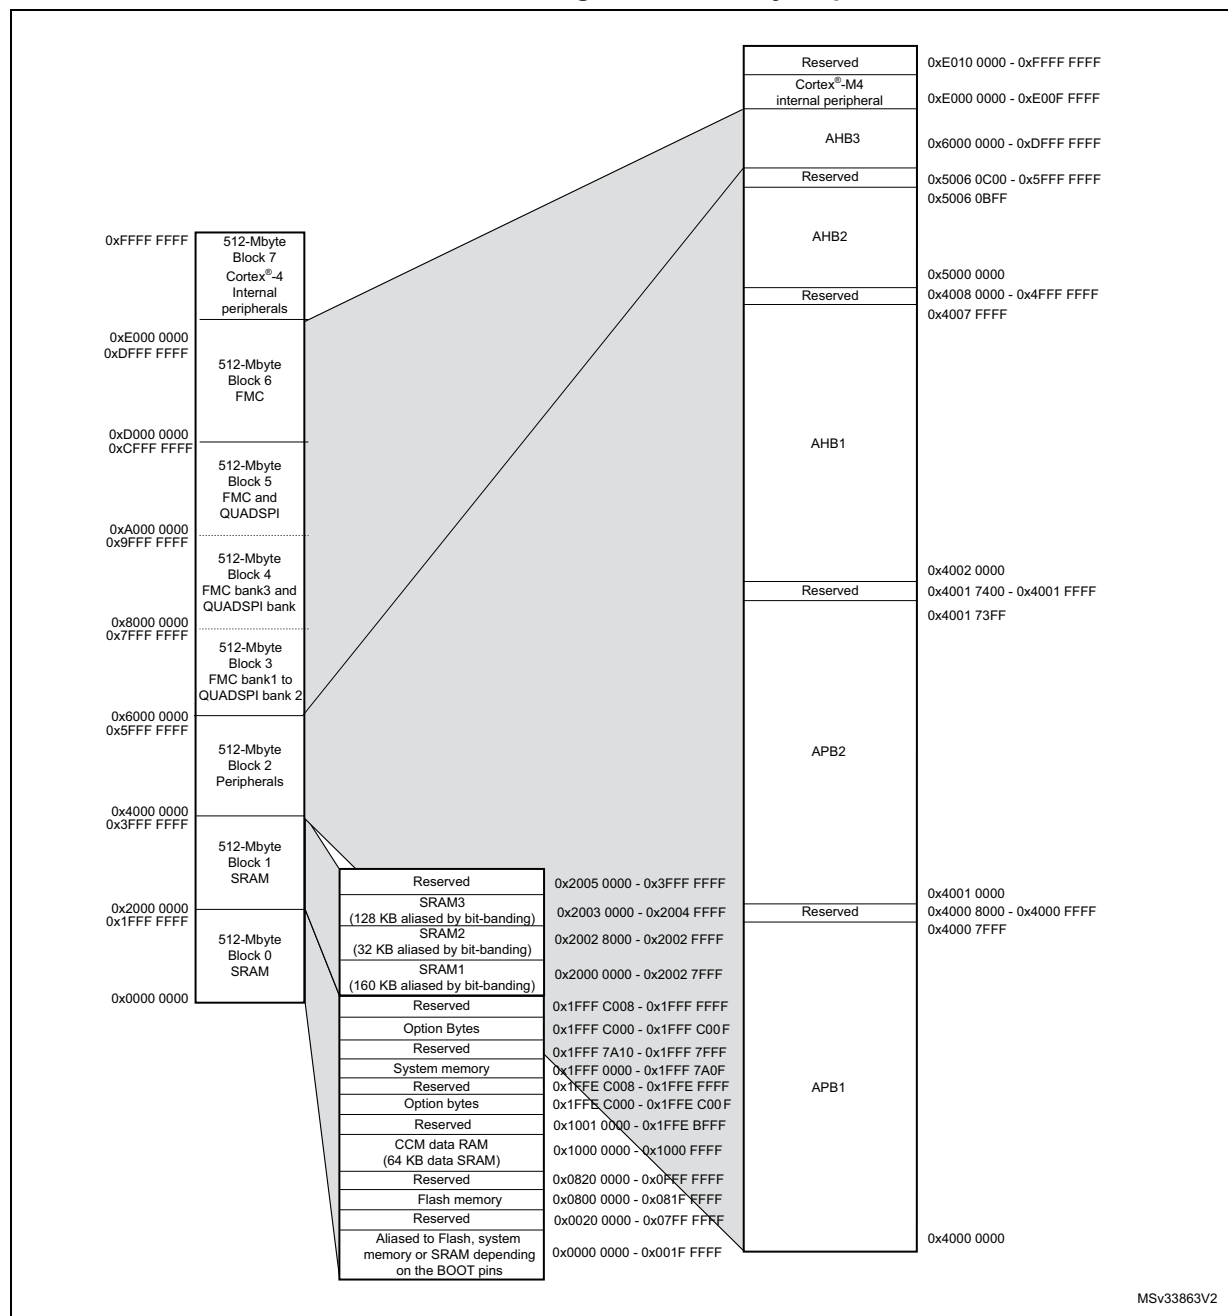 0xFFFF FFFF
512-Mbyte
Block 7
Cortex®-4
Internal
peripherals
0xE000 0000
0xDFFF FFFF
512-Mbyte
Block 6
FMC
0xD000 0000
0xCFFF FFFF
512-Mbyte
Block 5
FMC and
QUADSPI
0xA000 0000
0x9FFF FFFF
512-Mbyte
Block 4
FMC bank3 and
QUADSPI bank
0x8000 0000
0x7FFF FFFF
512-Mbyte
Block 3
FMC bank1 to
QUADSPI bank 2
0x6000 0000
0x5FFF FFFF
512-Mbyte
Block 2
Peripherals
0x4000 0000
0x3FFF FFFF
512-Mbyte
Block 1
SRAM
0x2000 0000
0x1FFF FFFF
512-Mbyte
Block 0
SRAM
0x0000 0000
Reserved 0x2005 0000 - 0x3FFF FFFF
SRAM3
(128 KB aliased by bit-banding) 0x2003 0000 - 0x2004 FFFF
SRAM2
(32 KB aliased by bit-banding) 0x2002 8000 - 0x2002 FFFF
SRAM1
(160 KB aliased by bit-banding) 0x2000 0000 - 0x2002 7FFF
Reserved 0x1FFF C008 - 0x1FFF FFFF
Option Bytes 0x1FFF C000 - 0x1FFF C00F
Reserved 0x1FFF 7A10 - 0x1FFF 7FFF
System memory 0x1FFF 0000 - 0x1FFF 7A0F
Reserved 0x1FFE C008 - 0x1FFE FFFF
Option bytes 0x1FFE C000 - 0x1FFE C00F
Reserved 0x1001 0000 - 0x1FFE BFFF
CCM data RAM
(64 KB data SRAM) 0x1000 0000 - 0x1000 FFFF
Reserved 0x0820 0000 - 0x0FFF FFFF
Flash memory 0x0800 0000 - 0x081F FFFF
Reserved 0x0020 0000 - 0x07FF FFFF
Aliased to Flash, system
memory or SRAM depending 0x0000 0000 - 0x001F FFFF
on the BOOT pins
Reserved 0xE010 0000 - 0xFFFF FFFF
Cortex®-M4
internal peripheral 0xE000 0000 - 0xE00F FFFF
AHB3 0x6000 0000 - 0xDFFF FFFF
Reserved 0x5006 0C00 - 0x5FFF FFFF
0x5006 0BFF
AHB2
0x5000 0000
Reserved 0x4008 0000 - 0x4FFF FFFF
0x4007 FFFF
AHB1
0x4002 0000
Reserved 0x4001 7400 - 0x4001 FFFF
0x4001 73FF
APB2
0x4001 0000
Reserved 0x4000 8000 - 0x4000 FFFF
0x4000 7FFF
APB1
0x4000 0000
MSv33863V2